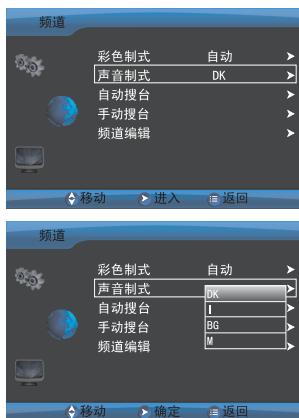 频道
彩色制式 自动
声音制式 DK
自动搜台
手动搜台
频道编辑
移动 进入 返回
频道
彩色制式 自动
声音制式 DK
I
自动搜台
手动搜台 BG
频道编辑 M
移动 确定 返回